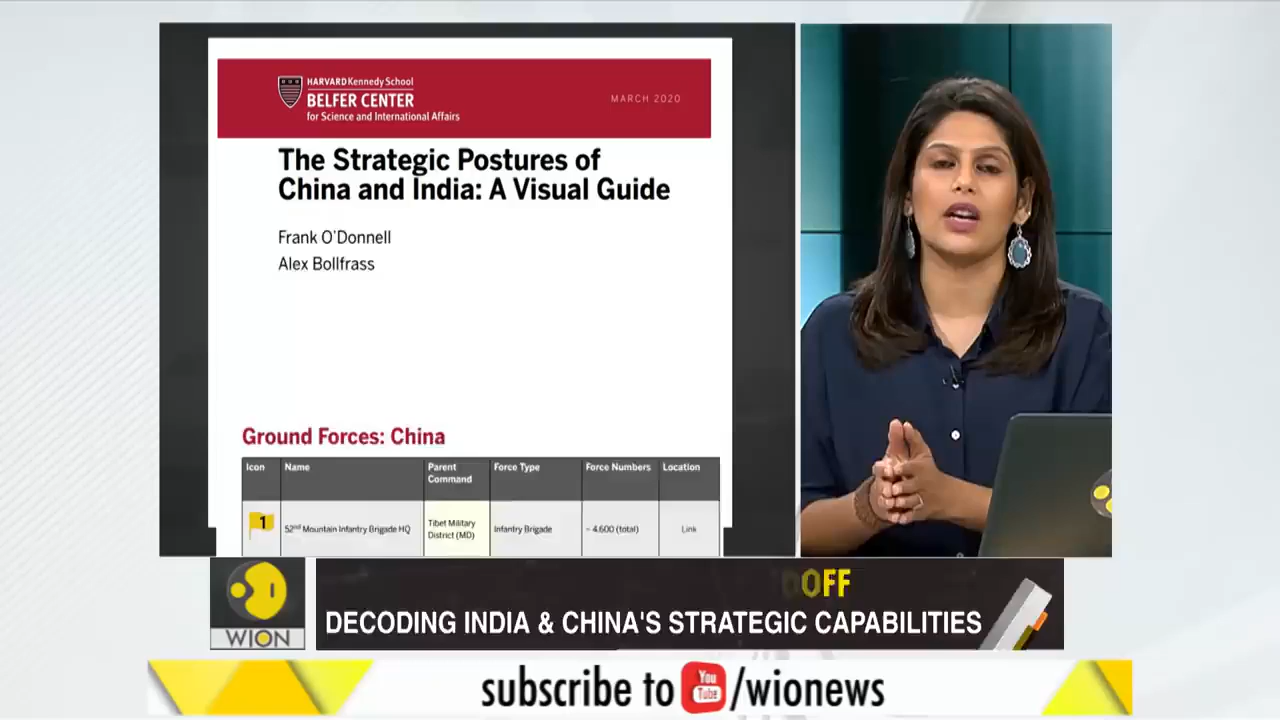 HARVARD Kennedy School
BELFER CENTER
for Science and International Affairs
MARCH 2020
The Strategic Postures of
China and India: A Visual Guide
Frank O'Donnell
Alex Bollfrass
Ground Forces: China
Icon Name Parent Command Force Type Force Numbers Location
1 52nd Mountain Infantry Brigade HQ Tibet Military District (MD) Infantry Brigade ~ 4,600 (total) Link
OFF
DECODING INDIA & CHINA'S STRATEGIC CAPABILITIES
WION
subscribe to You Tube /wionews